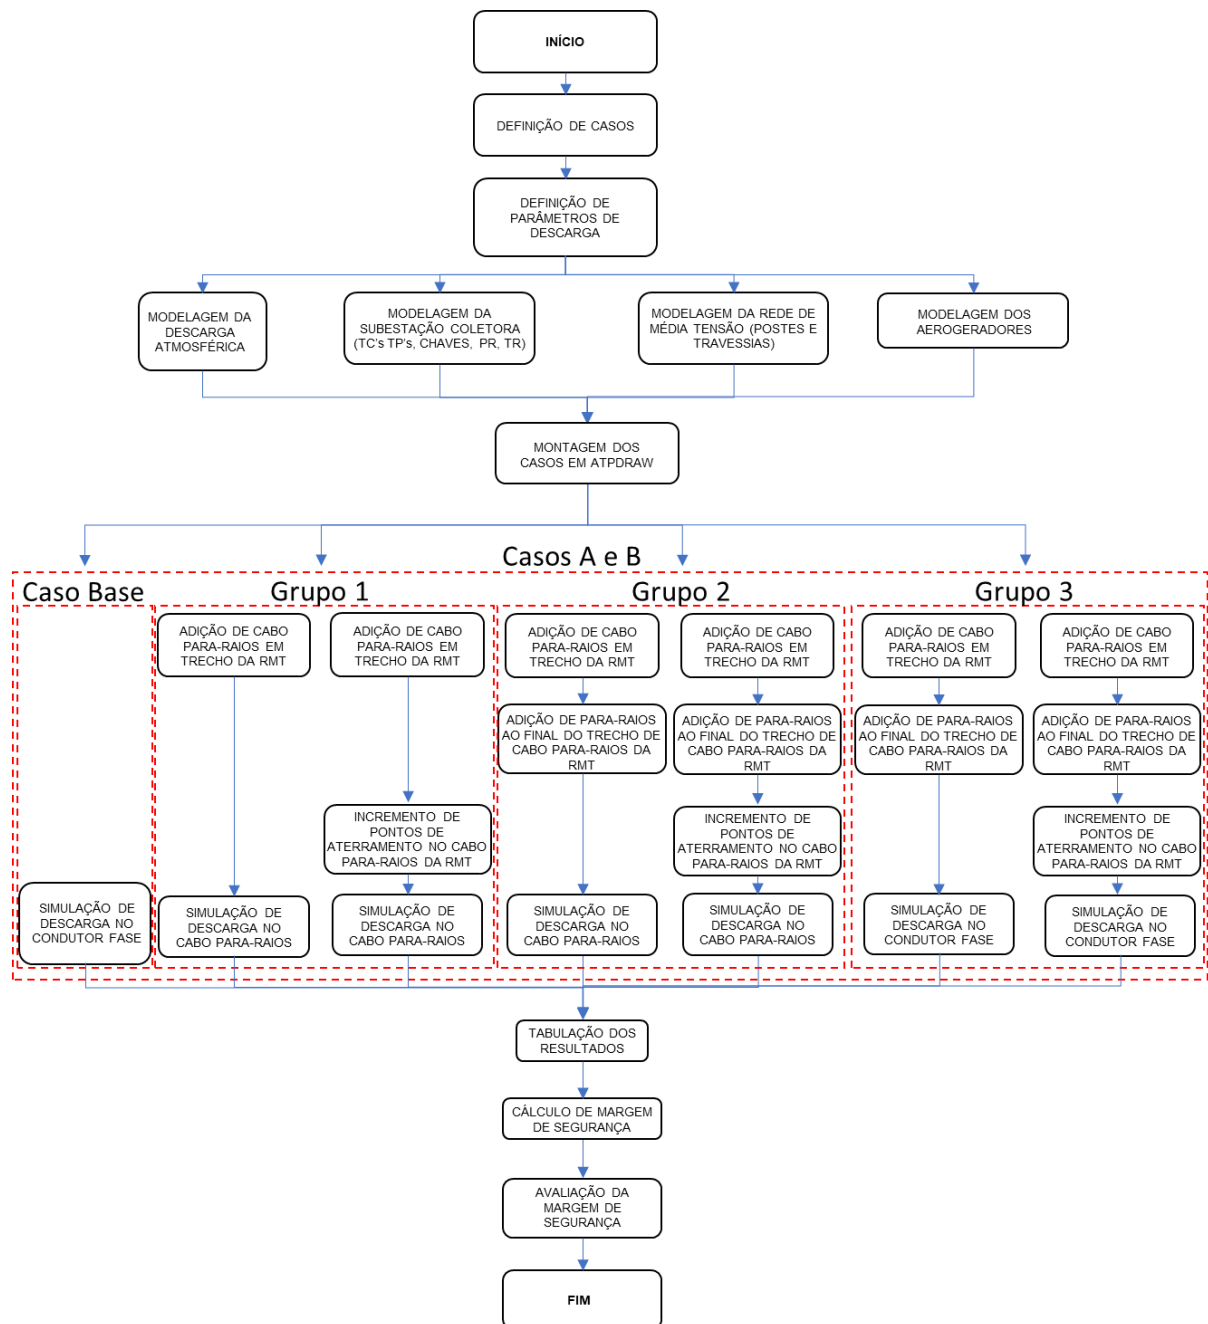 INÍCIO
DEFINIÇÃO DE CASOS
DEFINIÇÃO DE
PARÂMETROS DE
DESCARGA
MODELAGEM DA
DESCARGA
ATMOSFÉRICA
MODELAGEM DA
SUBESTAÇÃO COLETORA
(TC's TP's, CHAVES, PR, TR)
MODELAGEM DA REDE DE
MÉDIA TENSÃO (POSTES E
TRAVESSIAS)
MODELAGEM DOS
AEROGERADORES
MONTAGEM DOS
CASOS EM ATPDRAW
Casos A e B
Caso Base
SIMULAÇÃO DE
DESCARGA NO
CONDUTOR FASE
Grupo 1
ADIÇÃO DE CABO
PARA-RAIOS EM
TRECHO DA RMT
SIMULAÇÃO DE
DESCARGA NO
CABO PARA-RAIOS
ADIÇÃO DE CABO
PARA-RAIOS EM
TRECHO DA RMT
INCREMENTO DE
PONTOS DE
ATERRAMENTO NO CABO
PARA-RAIOS DA RMT
SIMULAÇÃO DE
DESCARGA NO
CABO PARA-RAIOS
Grupo 2
ADIÇÃO DE CABO
PARA-RAIOS EM
TRECHO DA RMT
ADIÇÃO DE PARA-RAIOS
AO FINAL DO TRECHO DE
CABO PARA-RAIOS DA
RMT
SIMULAÇÃO DE
DESCARGA NO
CABO PARA-RAIOS
ADIÇÃO DE CABO
PARA-RAIOS EM
TRECHO DA RMT
ADIÇÃO DE PARA-RAIOS
AO FINAL DO TRECHO DE
CABO PARA-RAIOS DA
RMT
INCREMENTO DE
PONTOS DE
ATERRAMENTO NO CABO
PARA-RAIOS DA RMT
SIMULAÇÃO DE
DESCARGA NO
CABO PARA-RAIOS
Grupo 3
ADIÇÃO DE CABO
PARA-RAIOS EM
TRECHO DA RMT
ADIÇÃO DE PARA-RAIOS
AO FINAL DO TRECHO DE
CABO PARA-RAIOS DA
RMT
SIMULAÇÃO DE
DESCARGA NO
CONDUTOR FASE
ADIÇÃO DE CABO
PARA-RAIOS EM
TRECHO DA RMT
ADIÇÃO DE PARA-RAIOS
AO FINAL DO TRECHO DE
CABO PARA-RAIOS DA
RMT
INCREMENTO DE
PONTOS DE
ATERRAMENTO NO CABO
PARA-RAIOS DA RMT
SIMULAÇÃO DE
DESCARGA NO
CONDUTOR FASE
TABULAÇÃO DOS
RESULTADOS
CÁLCULO DE MARGEM
DE SEGURANÇA
AVALIAÇÃO DA
MARGEM DE
SEGURANÇA
FIM